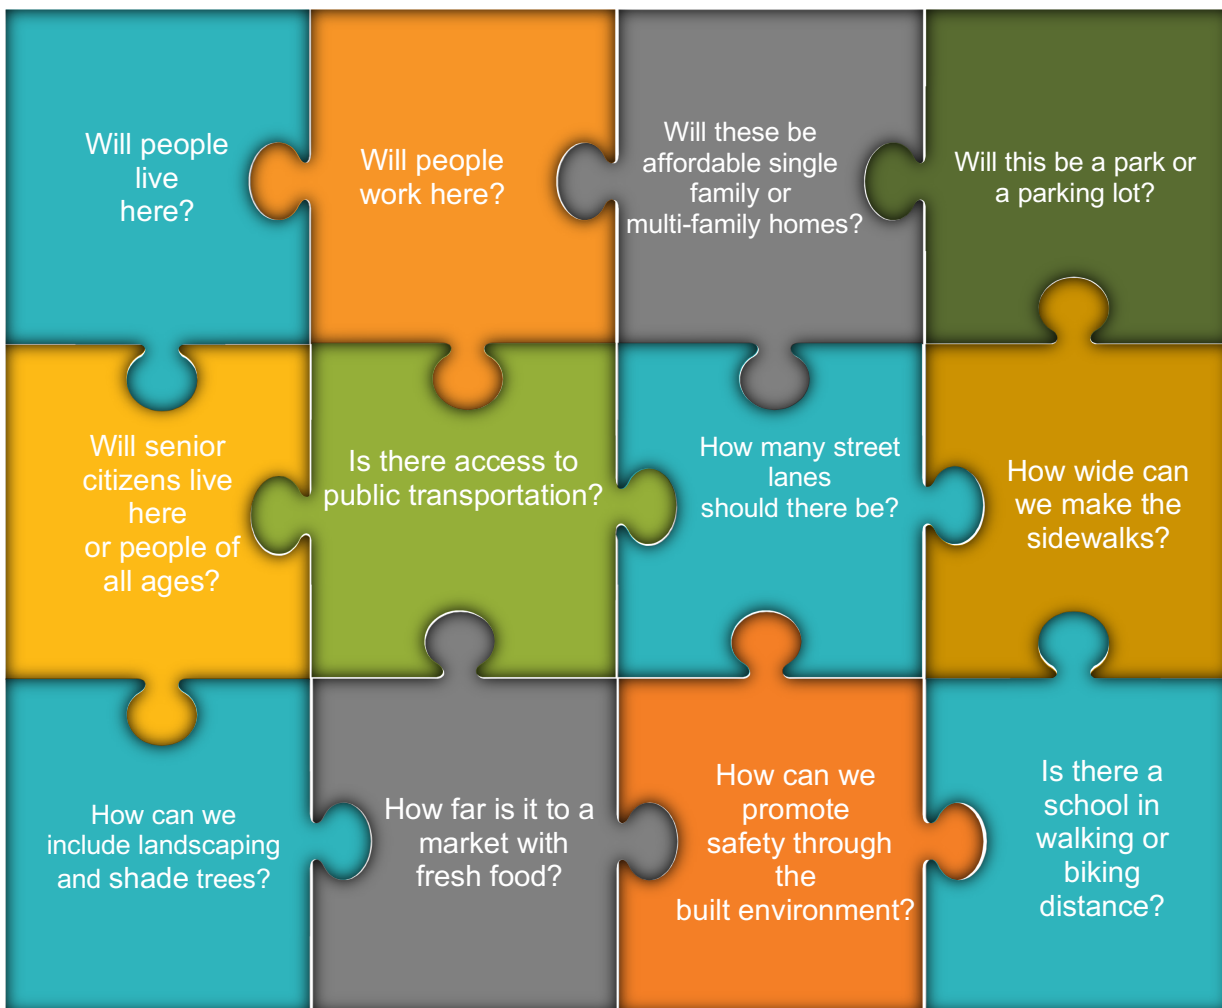 Will people
live
here?
Will people
work here?
Will these be
affordable single
family or
multi-family homes?
Will this be a park or
a parking lot?
Will senior
citizens live
here
or people of
all ages?
Is there access to
public transportation?
How many street
lanes
should there be?
How wide can
we make the
sidewalks?
How can we
include landscaping
and shade trees?
How far is it to a
market with
fresh food?
How can we
promote
safety through
the
built environment?
Is there a
school in
walking or
biking
distance?